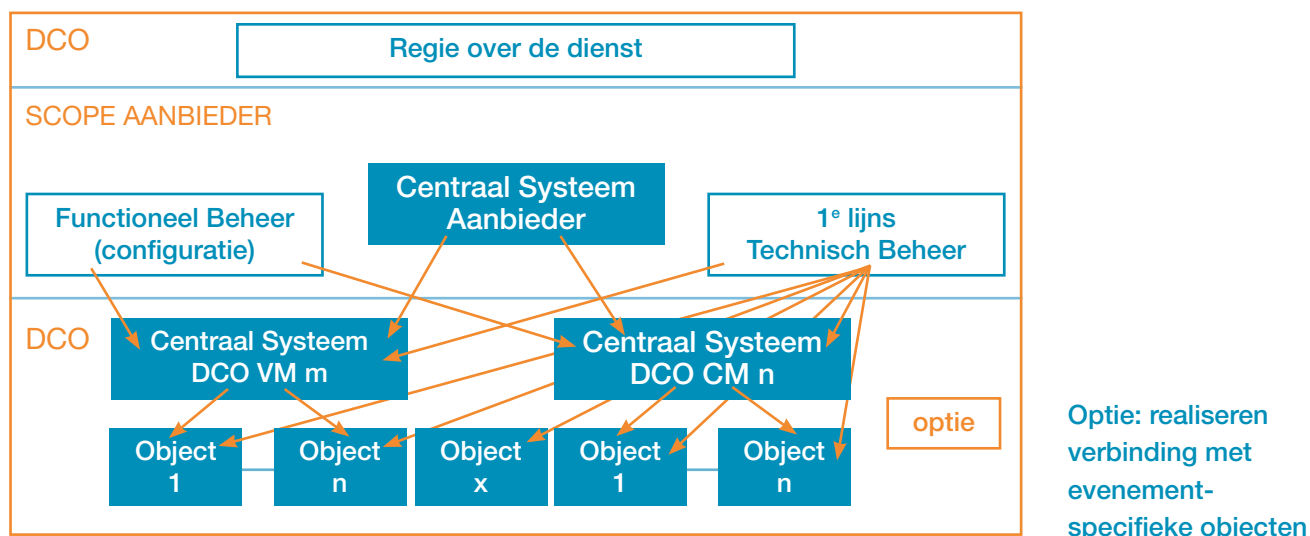 DCO
Regie over de dienst
SCOPE AANBIEDER
Centraal Systeem
Aanbieder
Functioneel Beheer
(configuratie)
1e lijns
Technisch Beheer
DCO
Centraal Systeem
DCO VM m
Centraal Systeem
DCO CM n
optie
Object
1
Object
n
Object
x
Object
1
Object
n
Optie: realiseren
verbinding met
evenement-
specifieke objecten